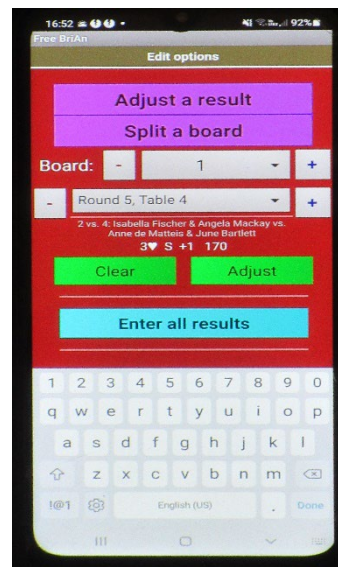 16:52
92%
Free BriAn
Edit options
Adjust a result
Split a board
Board: - 1 +
- Round 5, Table 4 +
2 vs. 4: Isabella Fischer & Angela Mackay vs.
Anne de Matteis & June Bartlett
3♥ S +1 170
Clear Adjust
Enter all results
1 2 3 4 5 6 7 8 9 0
q w e r t y u i o p
a s d f g h j k l
z x c v b n m
!@1 English (US) . Done